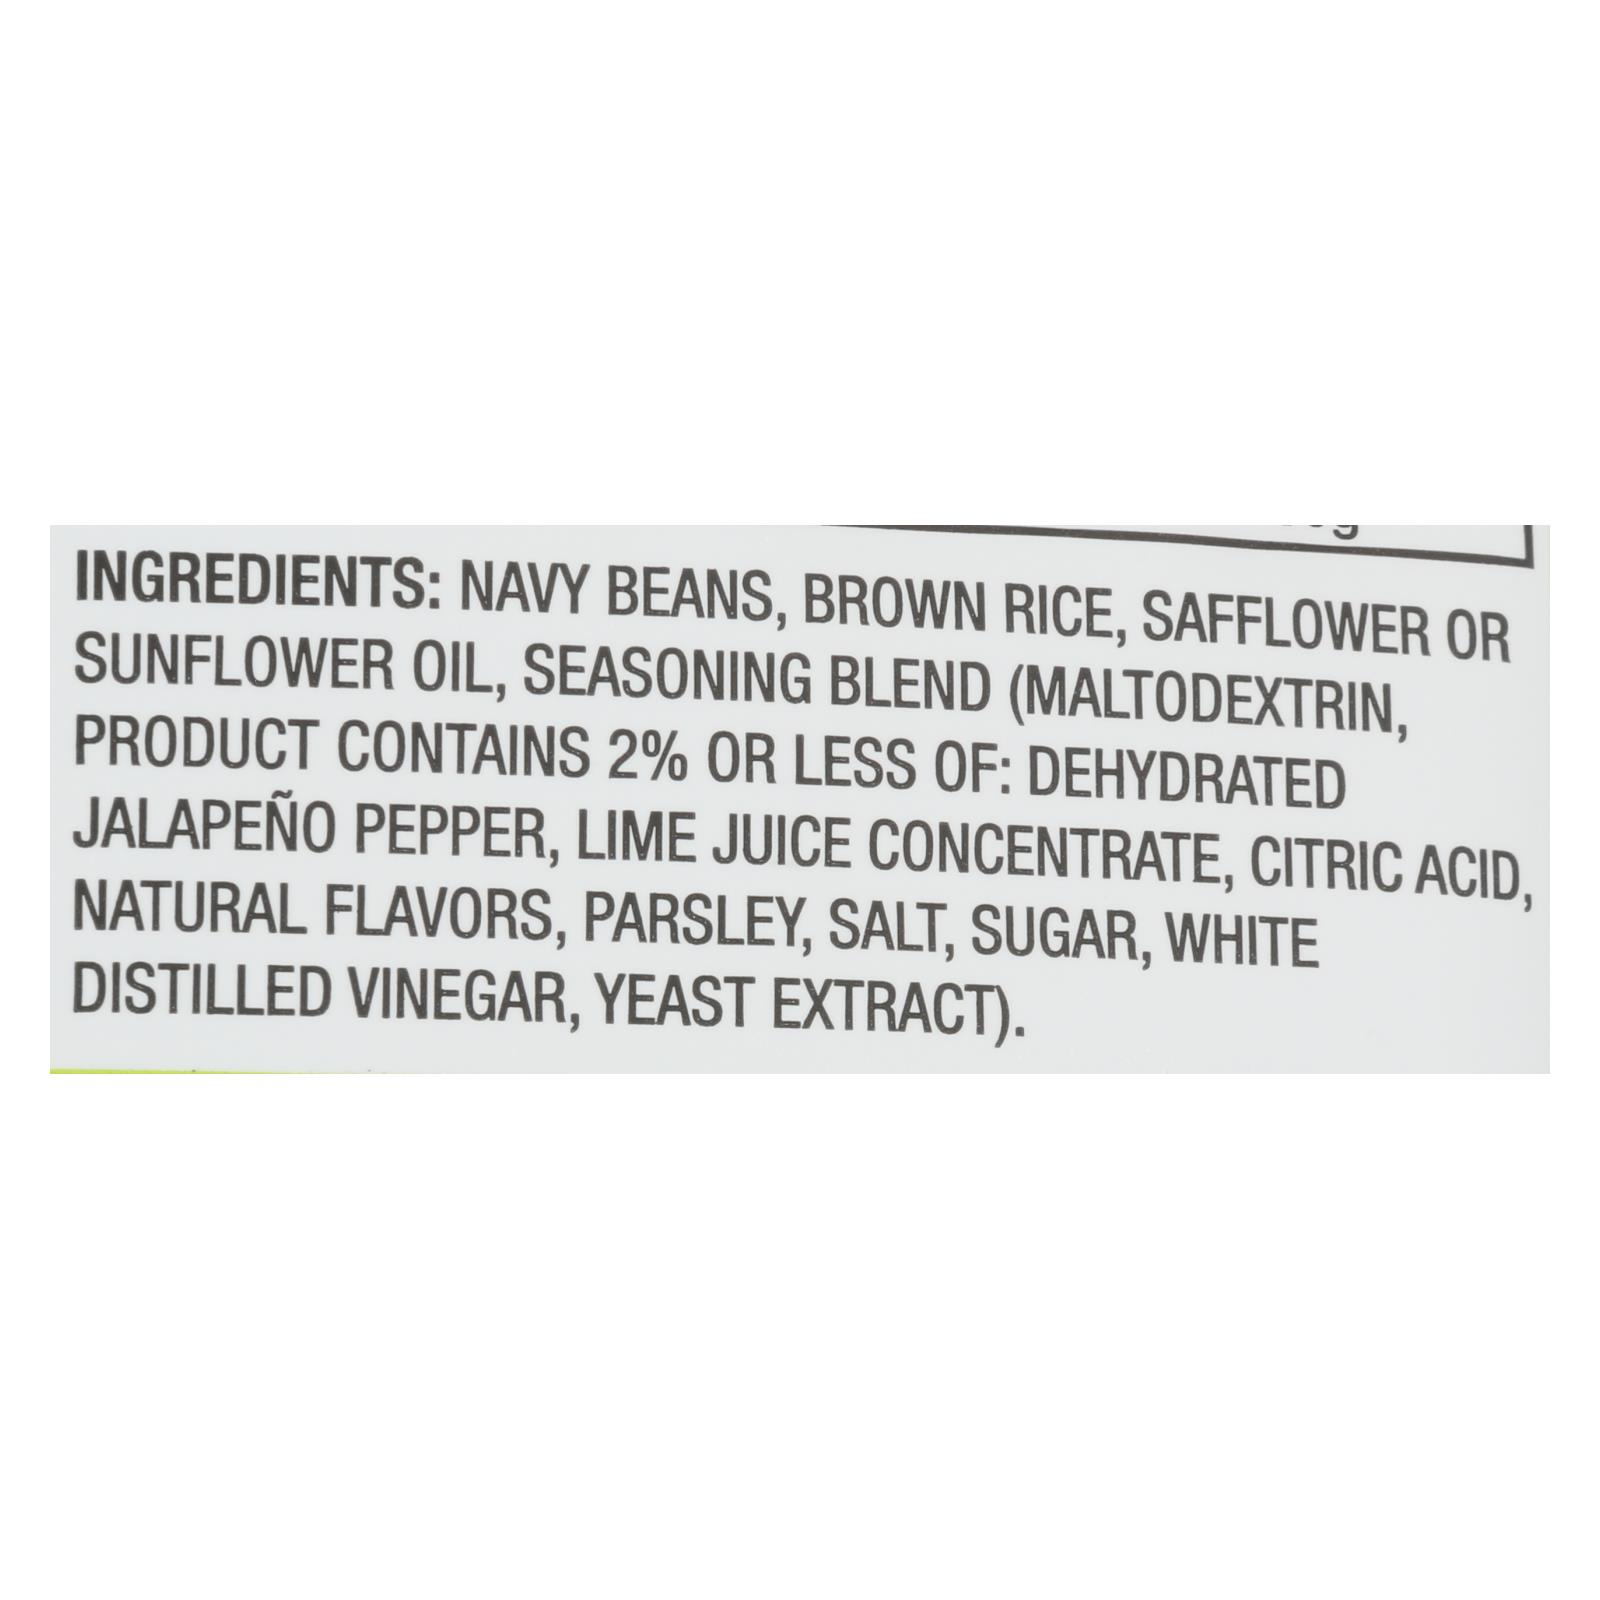 INGREDIENTS: NAVY BEANS, BROWN RICE, SAFFLOWER OR
SUNFLOWER OIL, SEASONING BLEND (MALTODEXTRIN,
PRODUCT CONTAINS 2% OR LESS OF: DEHYDRATED
JALAPEÑO PEPPER, LIME JUICE CONCENTRATE, CITRIC ACID,
NATURAL FLAVORS, PARSLEY, SALT, SUGAR, WHITE
DISTILLED VINEGAR, YEAST EXTRACT).